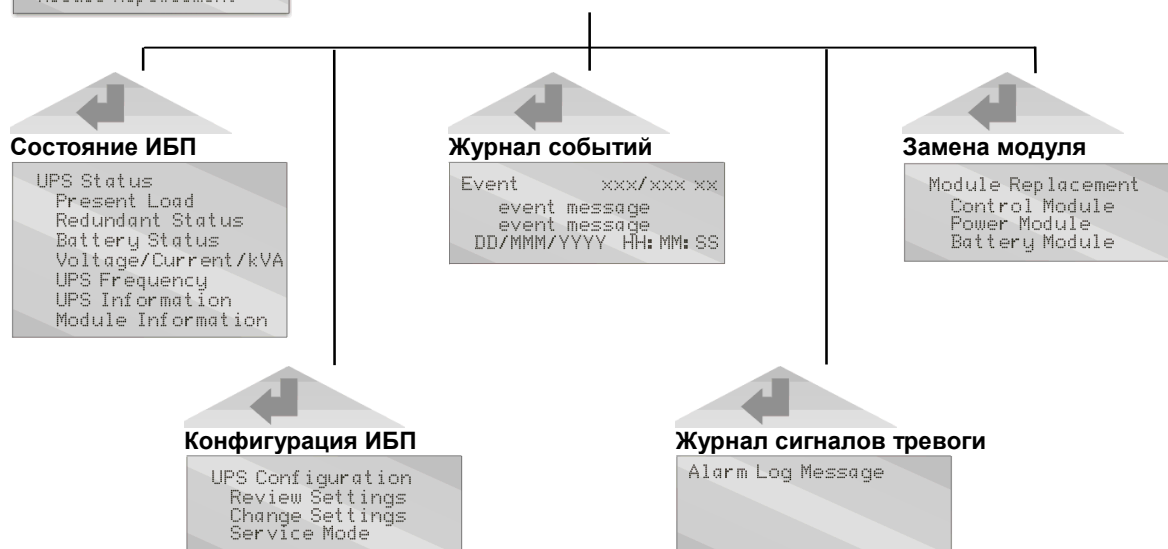 Состояние ИБП
UPS Status
Present Load
Redundant Status
Battery Status
Voltage/Current/kVA
UPS Frequency
UPS Information
Module Information
Журнал событий
Event xxx/xxx xx
event message
event message
DD/MMM/YYYY HH:MM:SS
Замена модуля
Module Replacement
Control Module
Power Module
Battery Module
Конфигурация ИБП
UPS Configuration
Review Settings
Change Settings
Service Mode
Журнал сигналов тревоги
Alarm Log Message